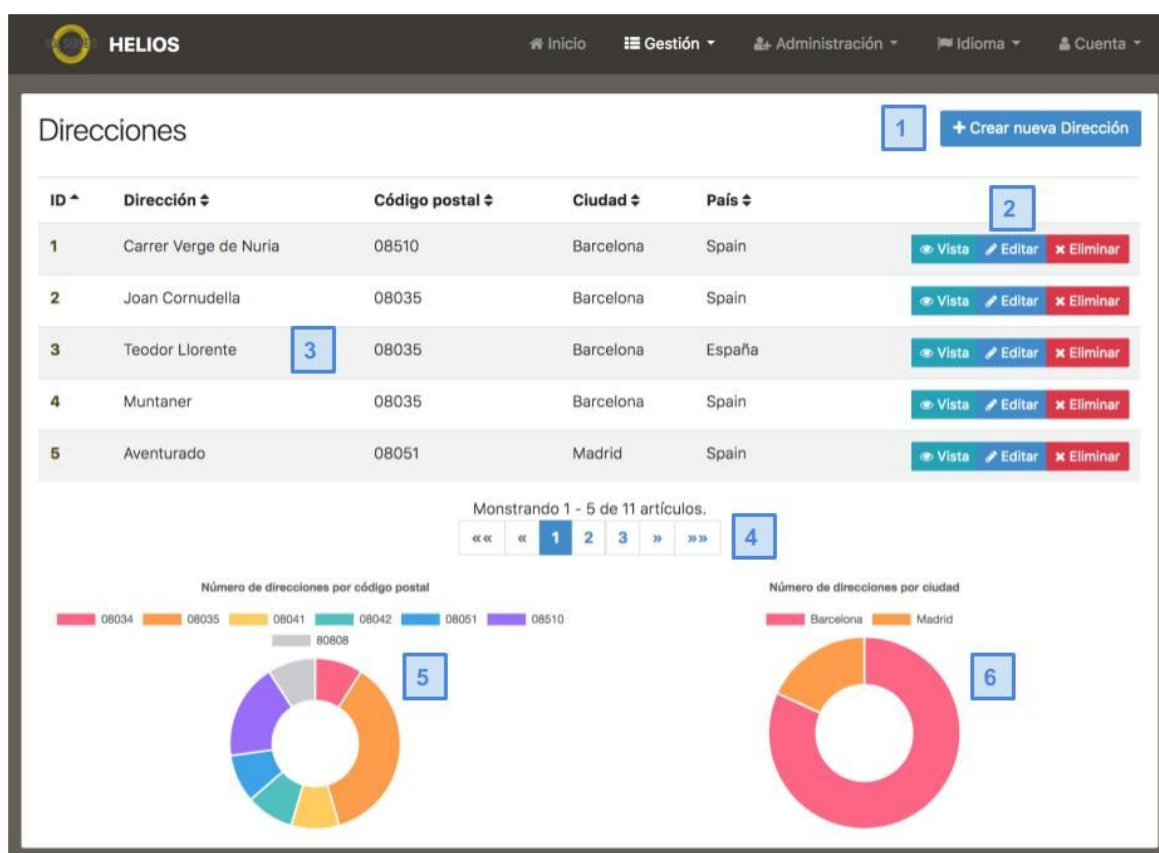 HELIOS Inicio Gestión Administración Idioma Cuenta
Direcciones 1 + Crear nueva Dirección
ID Dirección Código postal Ciudad País 2
1 Carrer Verge de Nuria 08510 Barcelona Spain Vista Editar Eliminar
2 Joan Cornudella 08035 Barcelona Spain Vista Editar Eliminar
3 Teodor Llorente 3 08035 Barcelona España Vista Editar Eliminar
4 Muntaner 08035 Barcelona Spain Vista Editar Eliminar
5 Aventurado 08051 Madrid Spain Vista Editar Eliminar
Monstrando 1 - 5 de 11 artículos.
«« « 1 2 3 » »» 4
Número de direcciones por código postal
08034 08035 08041 08042 08051 08510
80808
5
Número de direcciones por ciudad
Barcelona Madrid
6